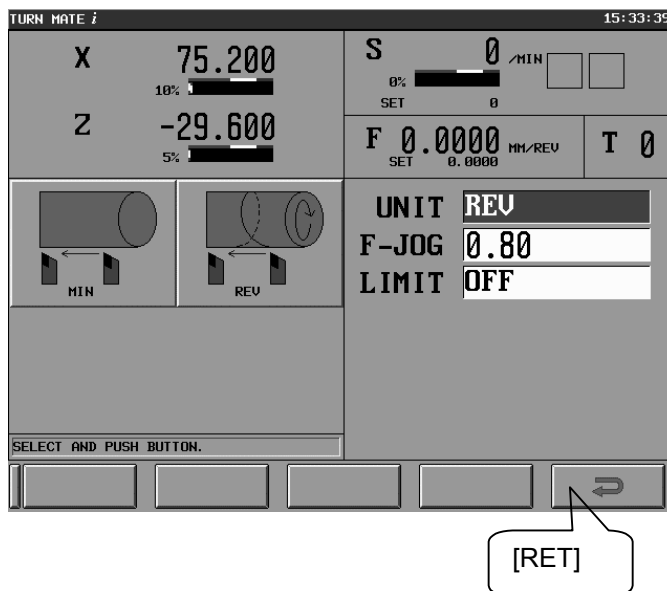 TURN MATE i 15:33:39
X 75.200
10%
Z -29.600
5%
S 0 /MIN
0%
SET 0
F 0.0000 MM/REV
SET 0.0000
T 0
MIN
REV
UNIT REV
F-JOG 0.80
LIMIT OFF
SELECT AND PUSH BUTTON.
[RET]